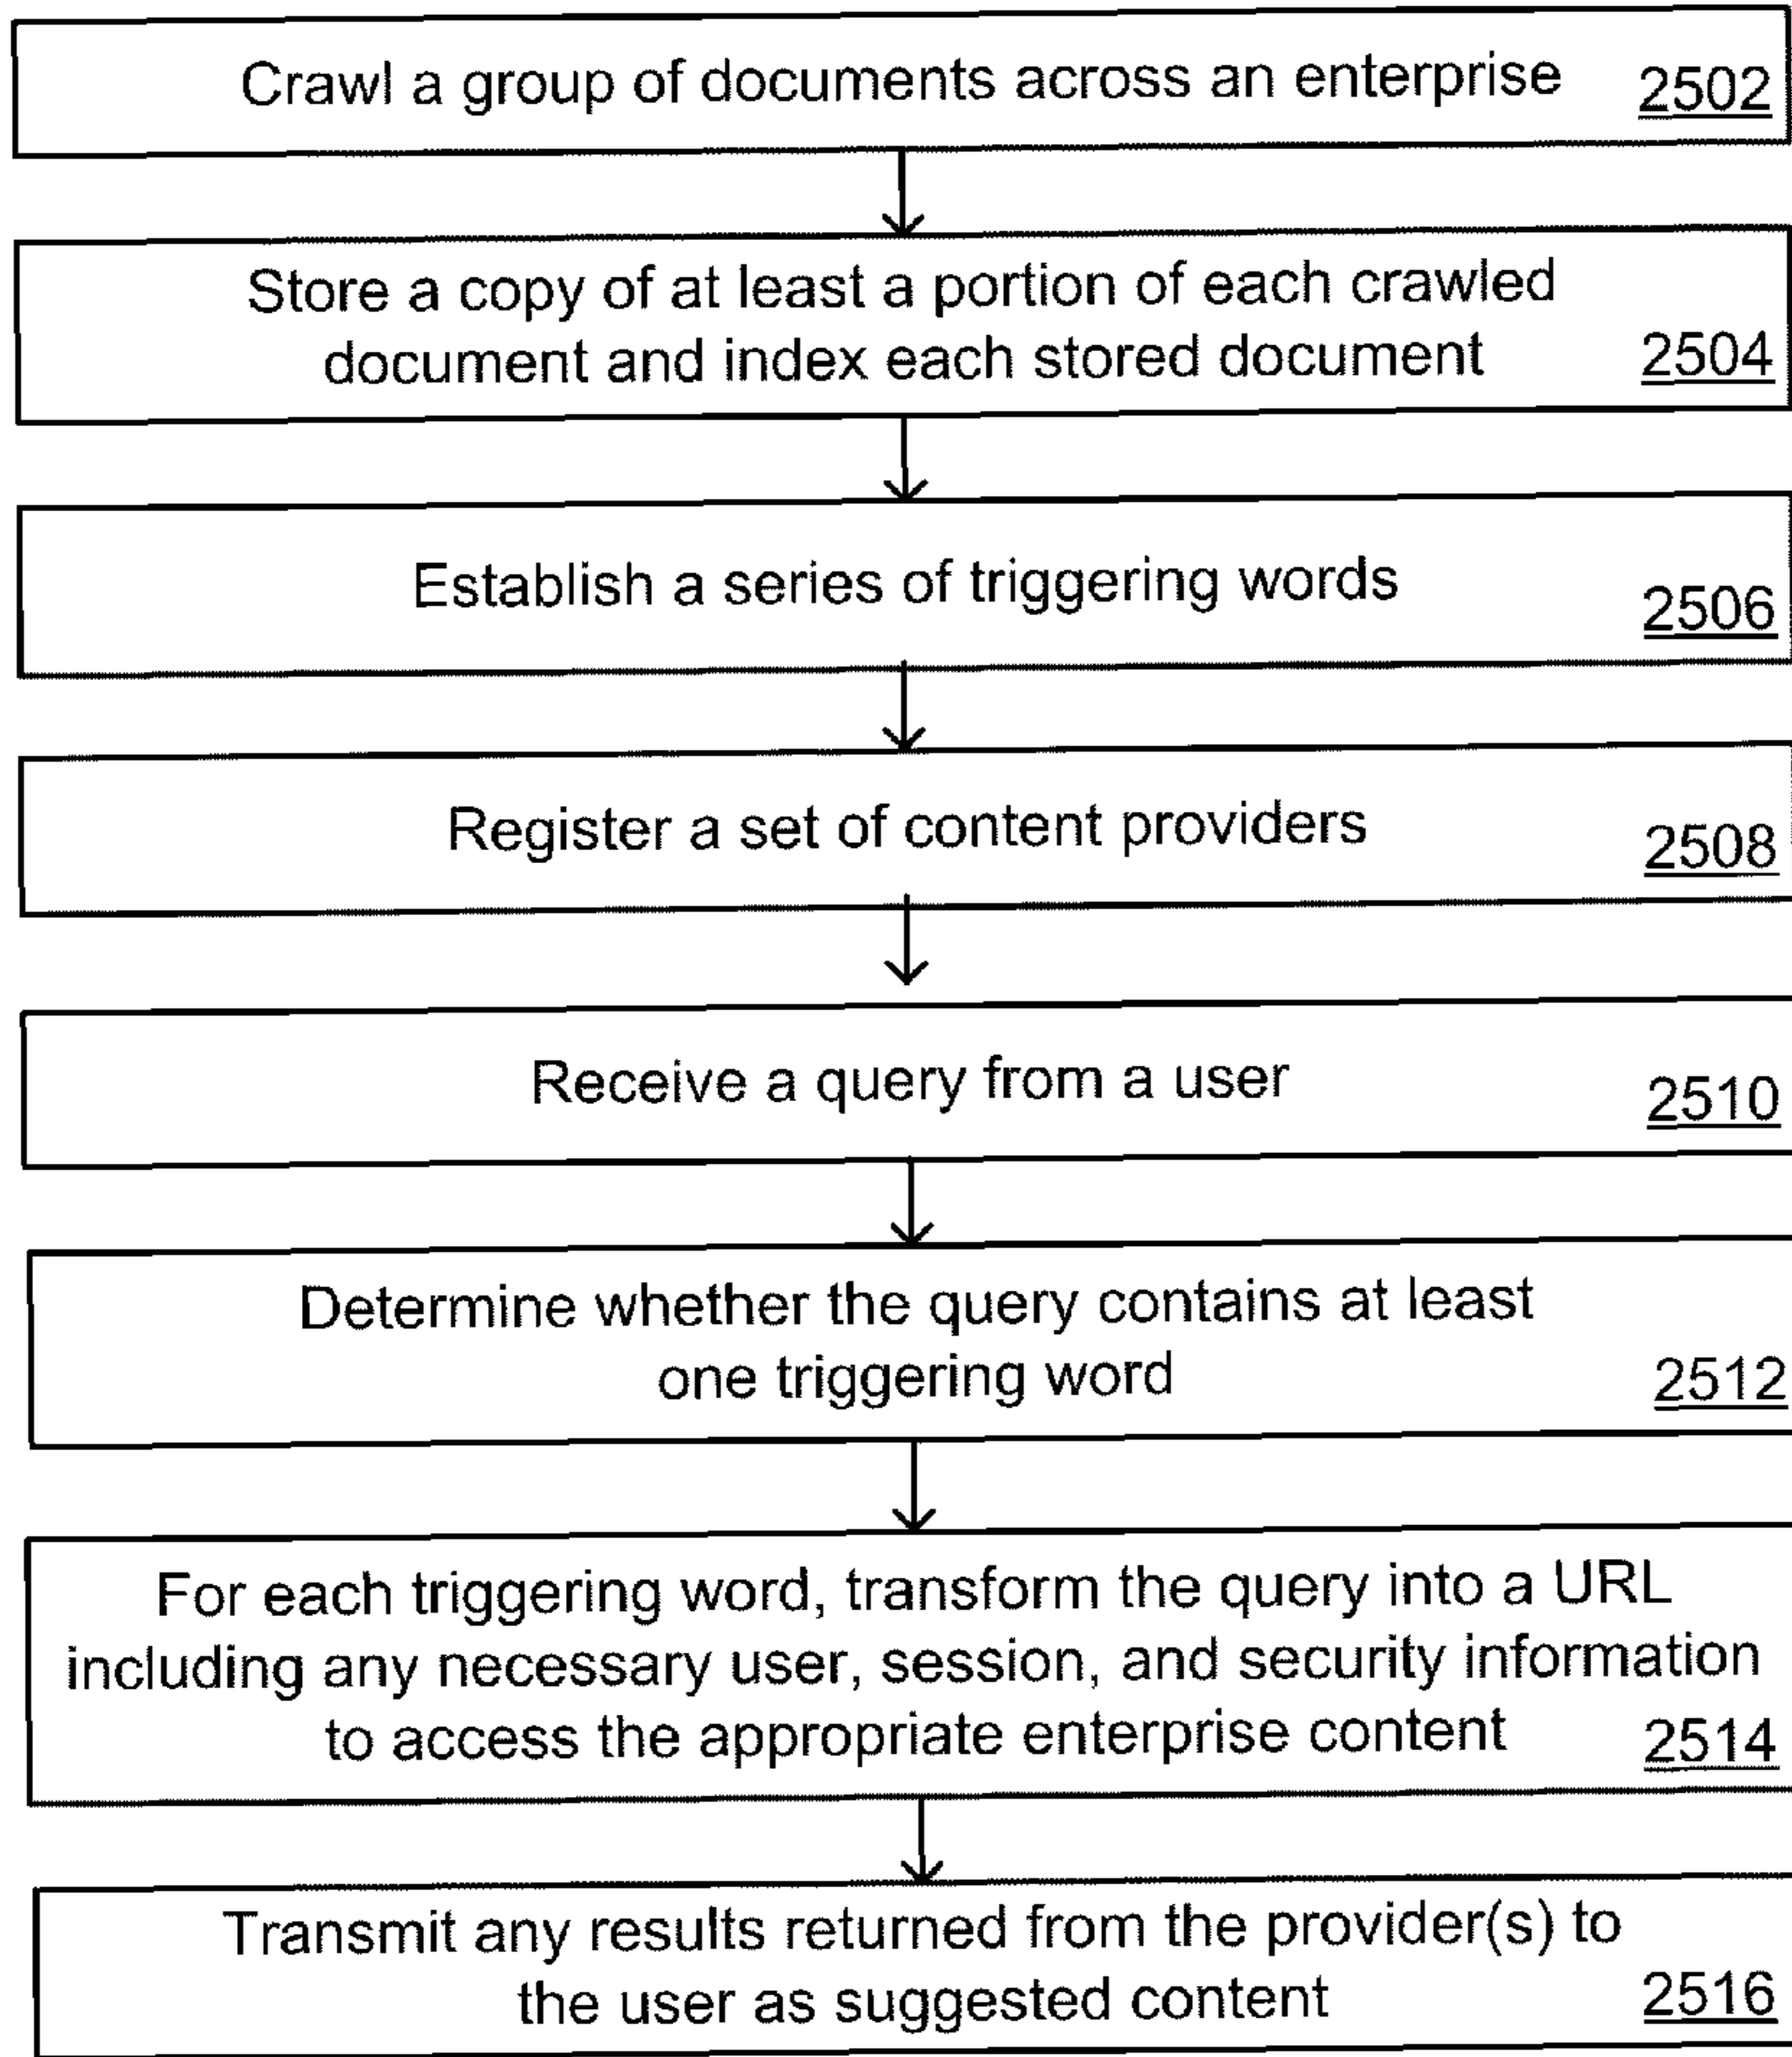 Crawl a group of documents across an enterprise 2502
Store a copy of at least a portion of each crawled
document and index each stored document 2504
Establish a series of triggering words 2506
Register a set of content providers 2508
Receive a query from a user 2510
Determine whether the query contains at least
one triggering word 2512
For each triggering word, transform the query into a URL
including any necessary user, session, and security information
to access the appropriate enterprise content 2514
Transmit any results returned from the provider(s) to
the user as suggested content 2516